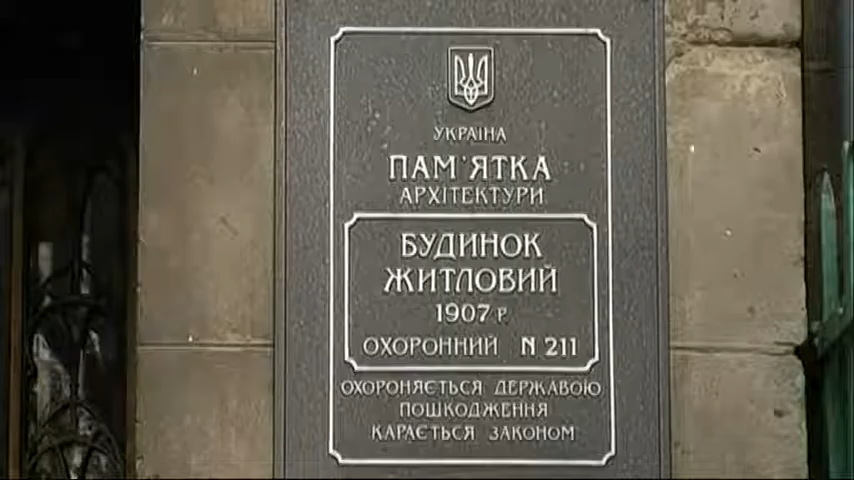 УКРАЇНА
ПАМ'ЯТКА
АРХІТЕКТУРИ
БУДИНОК
ЖИТЛОВИЙ
1907 Р.
ОХОРОННИЙ N 211
ОХОРОНЯЄТЬСЯ ДЕРЖАВОЮ
ПОШКОДЖЕННЯ
КАРАЄТЬСЯ ЗАКОНОМ